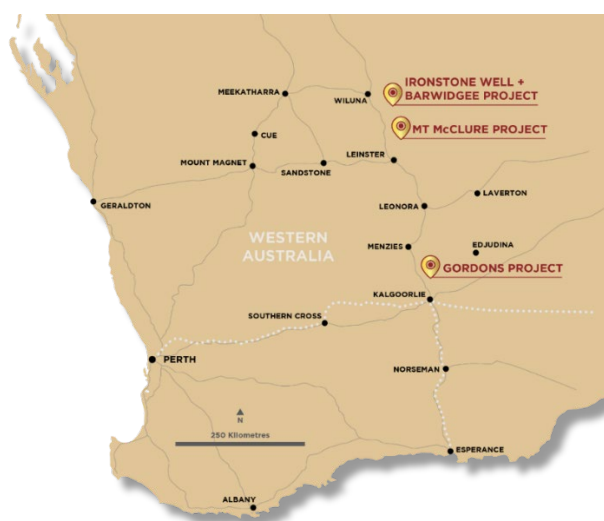 IRONSTONE WELL +
BARWIDGEE PROJECT
MEEKATHARRA
WILUNA
MT McCLURE PROJECT
CUE
LEINSTER
MOUNT MAGNET
SANDSTONE
LAVERTON
GERALDTON
LEONORA
WESTERN
AUSTRALIA
MENZIES
EDJUDINA
GORDONS PROJECT
KALGOORLIE
SOUTHERN CROSS
PERTH
NORSEMAN
N
250 Kilometres
ESPERANCE
ALBANY